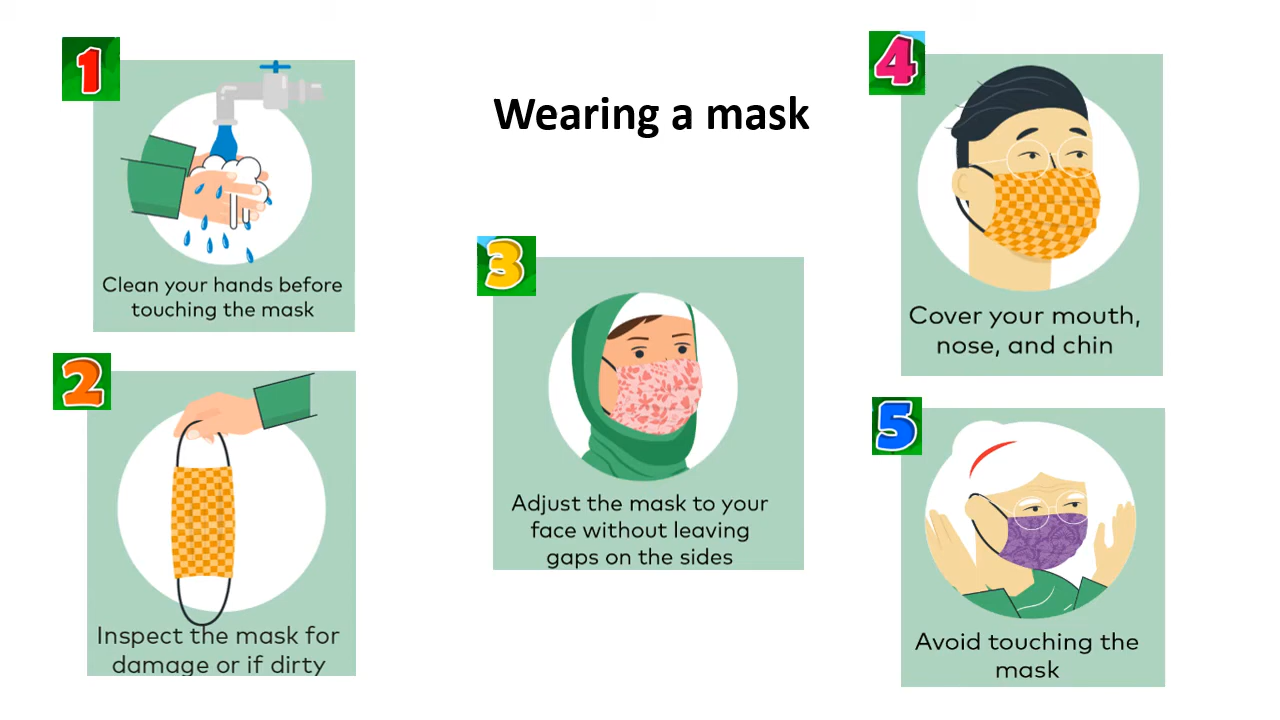 Wearing a mask
1
Clean your hands before
touching the mask
2
Inspect the mask for
damage or if dirty
3
Adjust the mask to your
face without leaving
gaps on the sides
4
Cover your mouth,
nose, and chin
5
Avoid touching the
mask